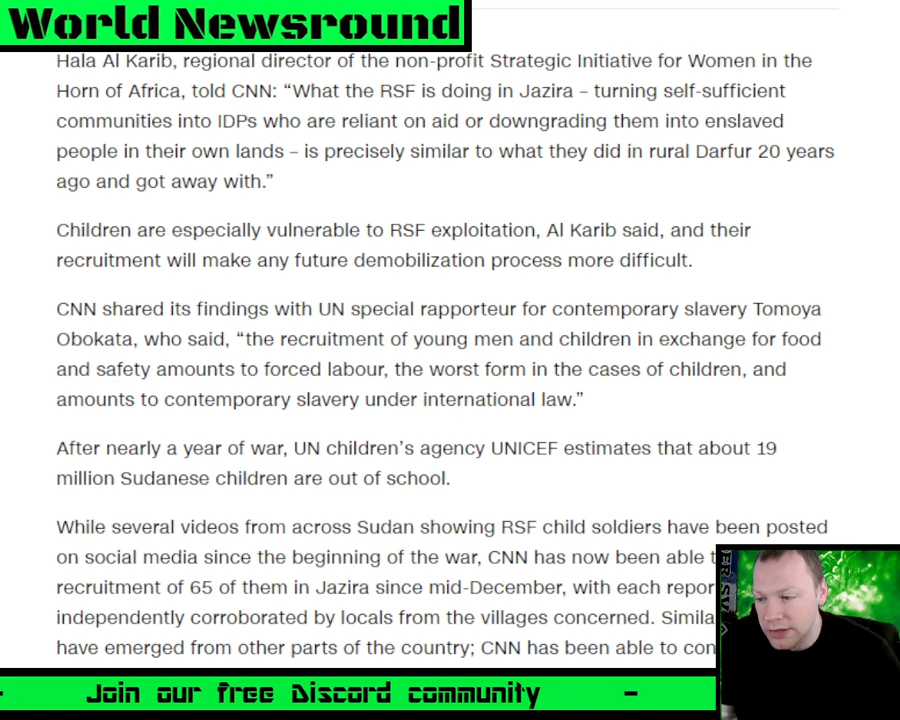 World Newsround
Hala Al Karib, regional director of the non-profit Strategic Initiative for Women in the
Horn of Africa, told CNN: “What the RSF is doing in Jazira – turning self-sufficient
communities into IDPs who are reliant on aid or downgrading them into enslaved
people in their own lands – is precisely similar to what they did in rural Darfur 20 years
ago and got away with.”
Children are especially vulnerable to RSF exploitation, Al Karib said, and their
recruitment will make any future demobilization process more difficult.
CNN shared its findings with UN special rapporteur for contemporary slavery Tomoya
Obokata, who said, “the recruitment of young men and children in exchange for food
and safety amounts to forced labour, the worst form in the cases of children, and
amounts to contemporary slavery under international law.”
After nearly a year of war, UN children’s agency UNICEF estimates that about 19
million Sudanese children are out of school.
While several videos from across Sudan showing RSF child soldiers have been posted
on social media since the beginning of the war, CNN has now been able
recruitment of 65 of them in Jazira since mid-December, with each
independently corroborated by locals from the villages concerned.
have emerged from other parts of the country; CNN has been able to
- Join our free Discord community -